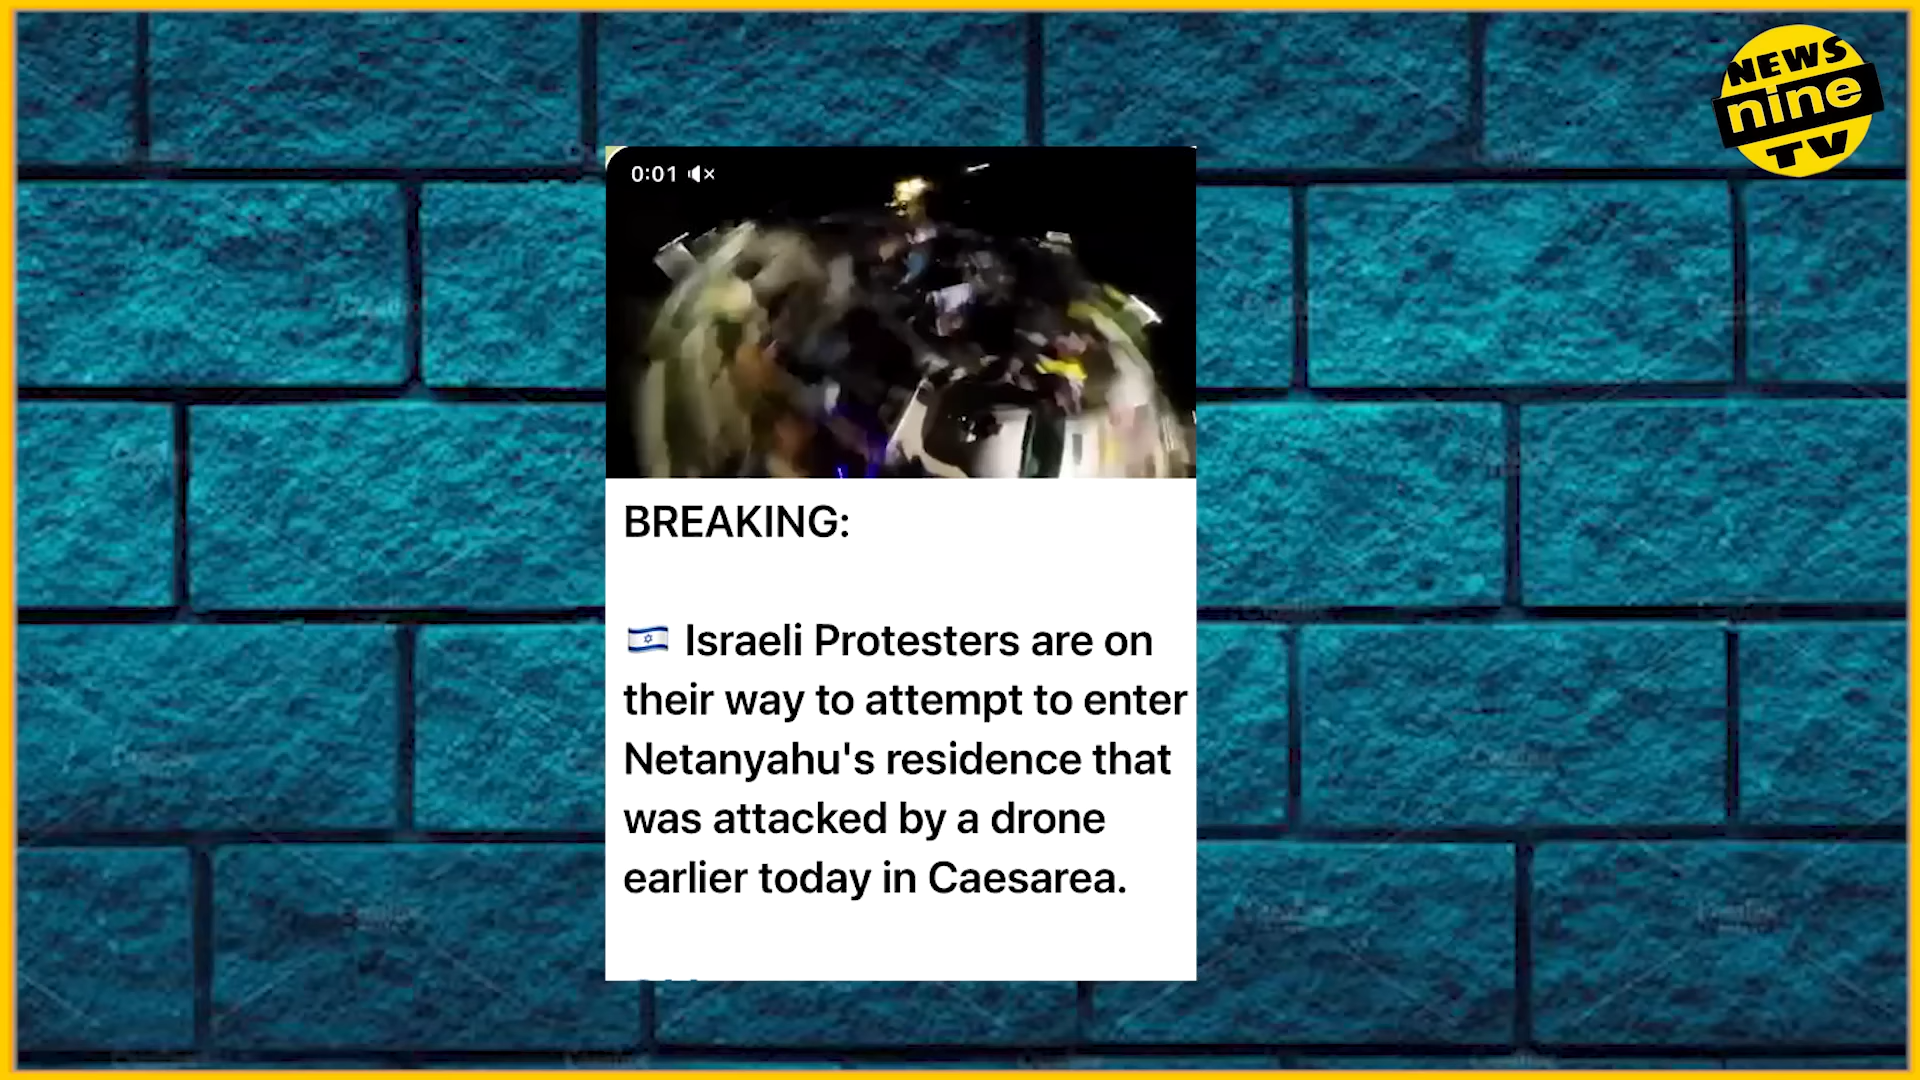 NEWS
nine
TV
0:01
BREAKING:
🇮🇱 Israeli Protesters are on
their way to attempt to enter
Netanyahu's residence that
was attacked by a drone
earlier today in Caesarea.